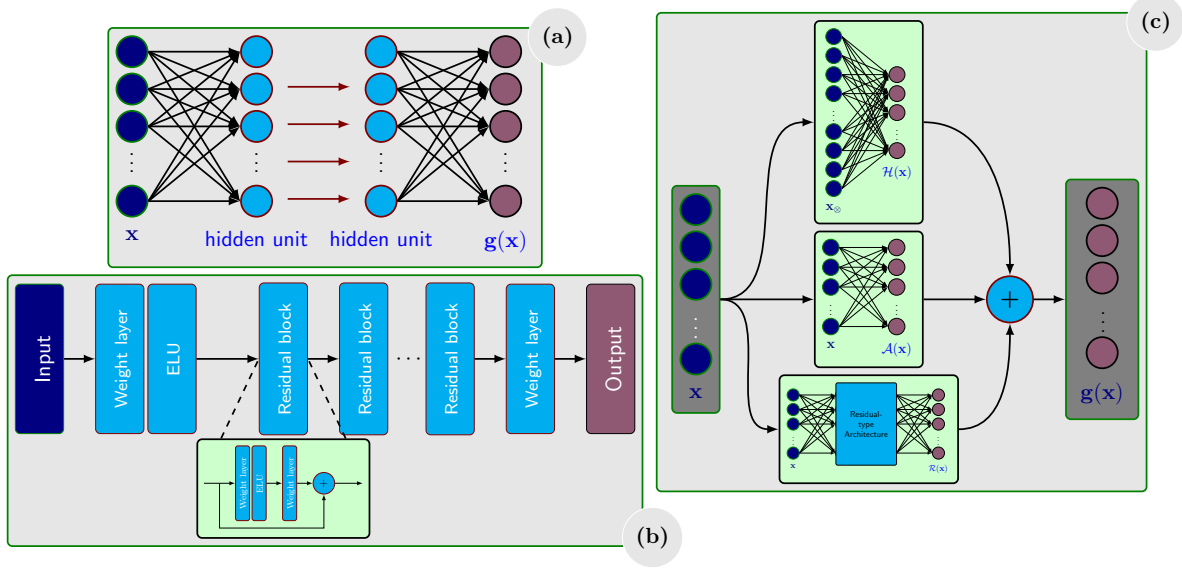 (a)
x
hidden unit
hidden unit
g(x)
(b)
Input
Weight layer
ELU
Residual block
Residual block
...
Residual block
Weight layer
Output
Weight layer
ELU
Weight layer
+
(c)
x
x⊗
ℋ(x)
x
𝒜(x)
x
Residual-
type
Architecture
ℛ(x)
+
g(x)